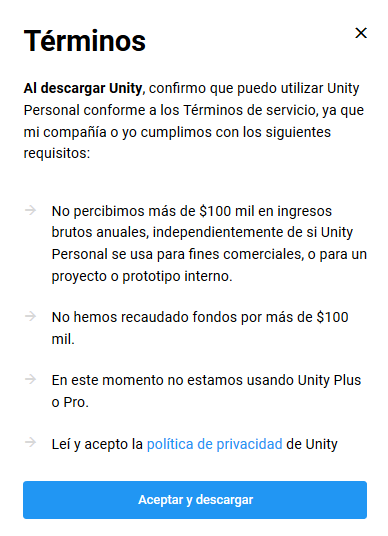 Términos
Al descargar Unity, confirmo que puedo utilizar Unity
Personal conforme a los Términos de servicio, ya que
mi compañía o yo cumplimos con los siguientes
requisitos:
No percibimos más de $100 mil en ingresos
brutos anuales, independientemente de si Unity
Personal se usa para fines comerciales, o para un
proyecto o prototipo interno.
No hemos recaudado fondos por más de $100
mil.
En este momento no estamos usando Unity Plus
o Pro.
Leí y acepto la política de privacidad de Unity
Aceptar y descargar